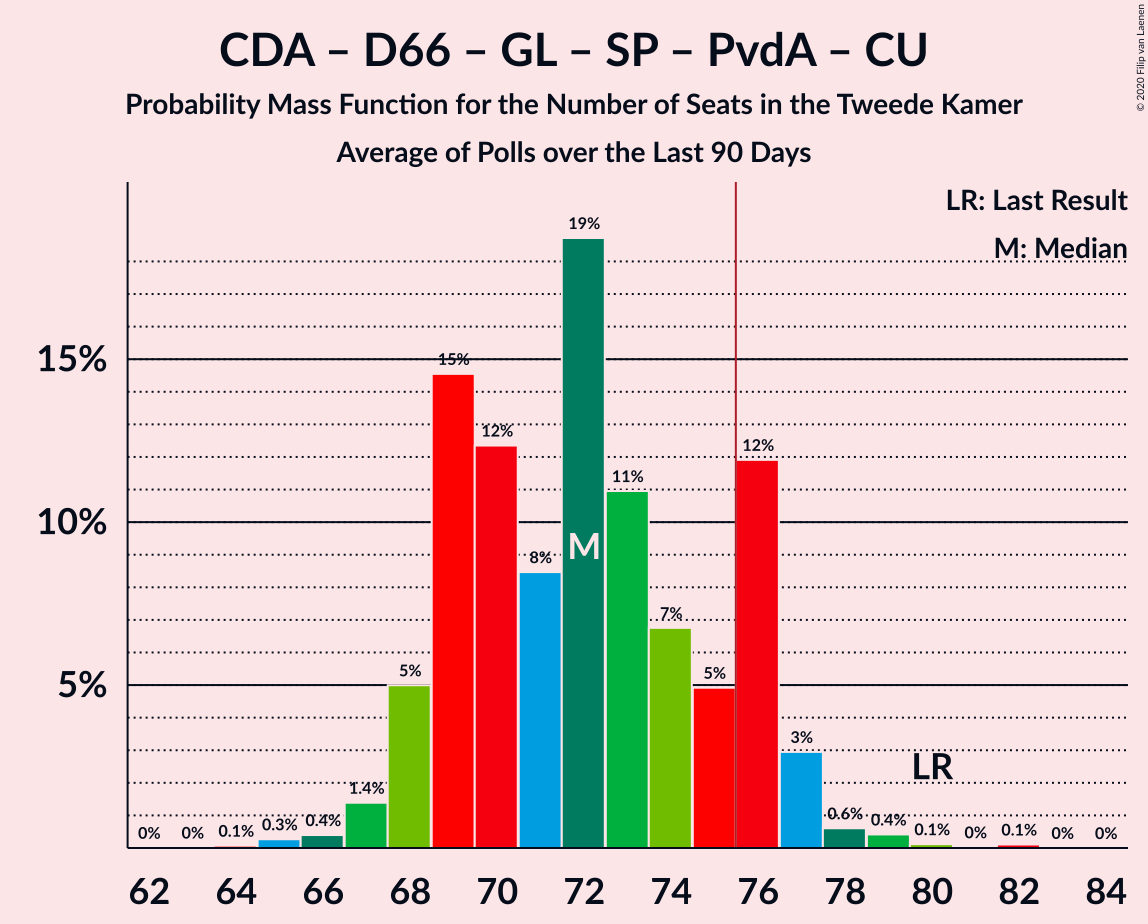 CDA – D66 – GL – SP – PvdA – CU
Probability Mass Function for the Number of Seats in the Tweede Kamer
Average of Polls over the Last 90 Days
© 2020 Filip van Laenen
LR: Last Result
M: Median
15%
10%
5%
0%
0%
0.1%
0.3%
0.4%
1.4%
5%
15%
12%
8%
19%
11%
7%
5%
12%
3%
0.6%
0.4%
0.1%
0%
0.1%
0%
0%
M
LR
62 64 66 68 70 72 74 76 78 80 82 84